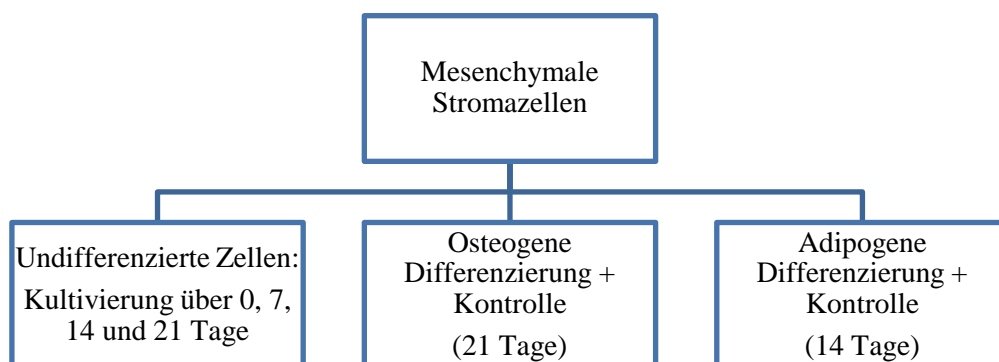 Mesenchymale
Stromazellen
Undifferenzierte Zellen:
Kultivierung über 0, 7,
14 und 21 Tage
Osteogene
Differenzierung +
Kontrolle
(21 Tage)
Adipogene
Differenzierung +
Kontrolle
(14 Tage)